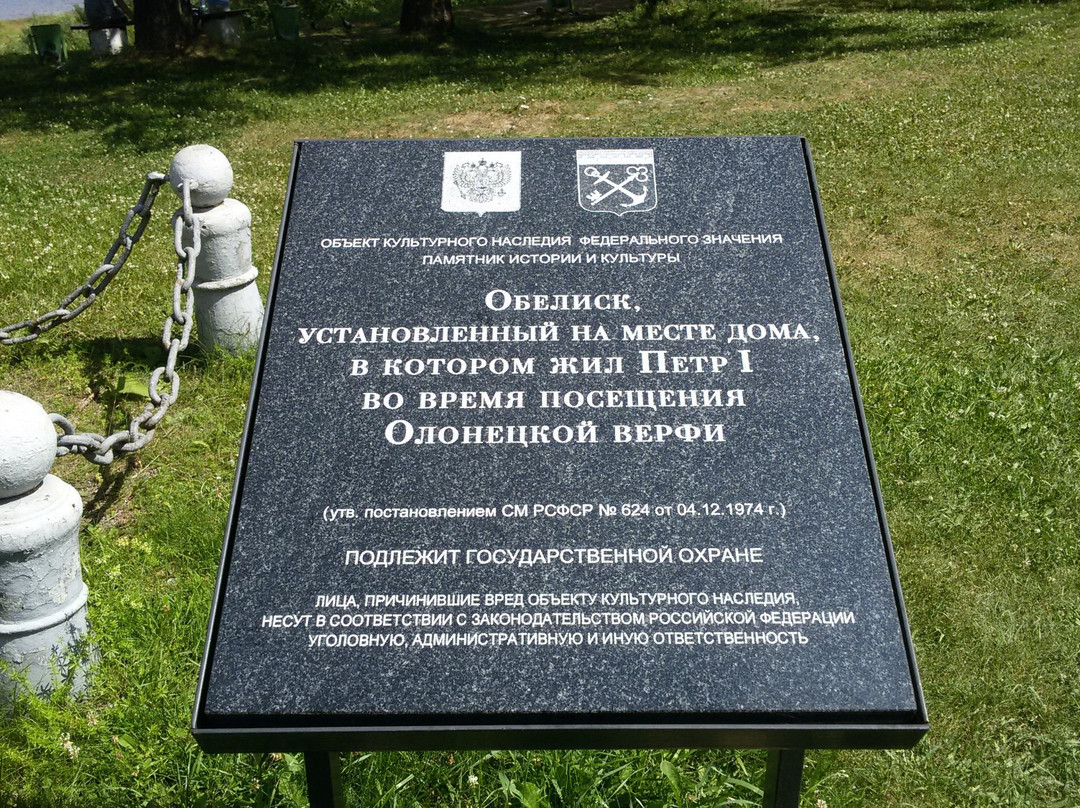 ОБЪЕКТ КУЛЬТУРНОГО НАСЛЕДИЯ ФЕДЕРАЛЬНОГО ЗНАЧЕНИЯ
ПАМЯТНИК ИСТОРИИ И КУЛЬТУРЫ
Обелиск,
установленный на месте дома,
в котором жил Петр I
во время посещения
Олонецкой верфи
(утв. постановлением СМ РСФСР № 624 от 04.12.1974 г.)
ПОДЛЕЖИТ ГОСУДАРСТВЕННОЙ ОХРАНЕ
ЛИЦА, ПРИЧИНИВШИЕ ВРЕД ОБЪЕКТУ КУЛЬТУРНОГО НАСЛЕДИЯ,
НЕСУТ В СООТВЕТСТВИИ С ЗАКОНОДАТЕЛЬСТВОМ РОССИЙСКОЙ ФЕДЕРАЦИИ
УГОЛОВНУЮ, АДМИНИСТРАТИВНУЮ И ИНУЮ ОТВЕТСТВЕННОСТЬ